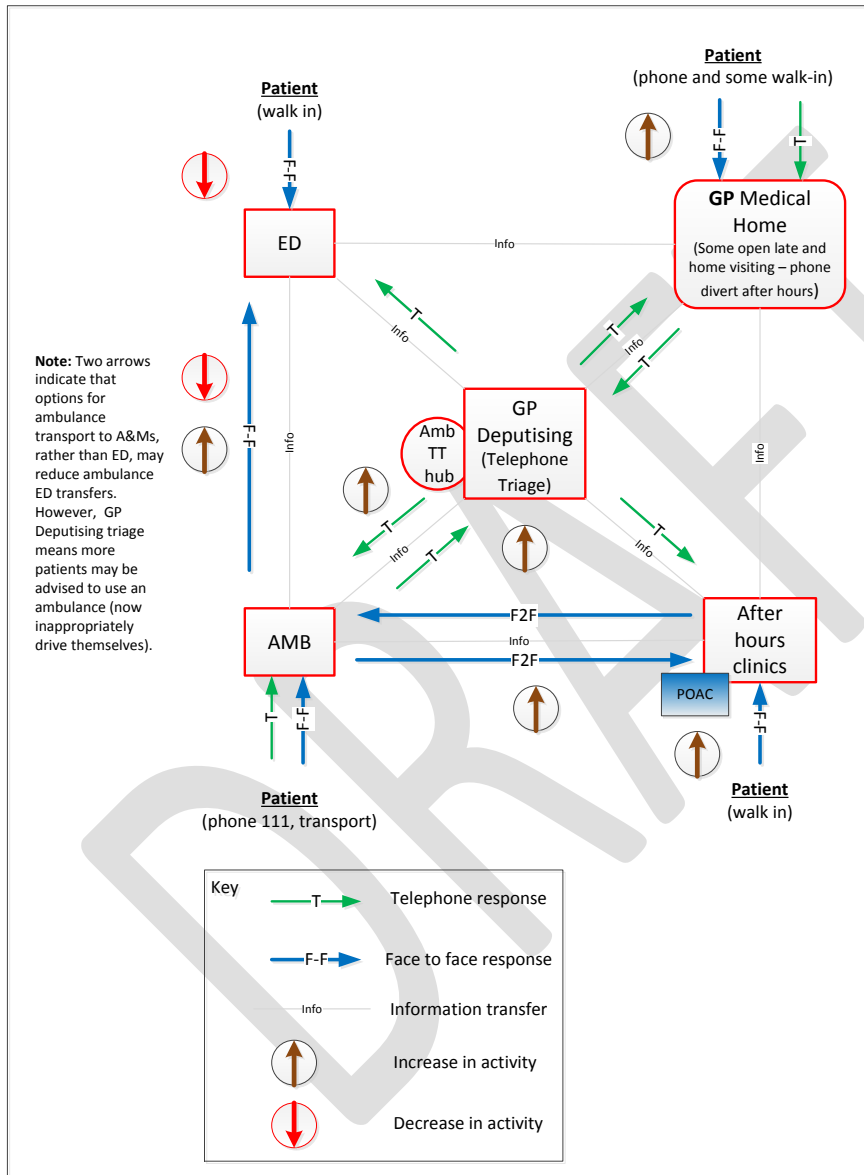 Patient
(phone and some walk-in)
Patient
(walk in)
F-F
F-F
T
ED
Info
GP Medical
Home
(Some open late and
home visiting – phone
divert after hours)
T
Info
T
Info
T
Note: Two arrows
indicate that
options for
ambulance
transport to A&Ms,
rather than ED, may
reduce ambulance
ED transfers.
However, GP
Deputising triage
means more
patients may be
advised to use an
ambulance (now
inappropriately
drive themselves).
F-F
Info
Amb
TT
hub
GP
Deputising
(Telephone
Triage)
Info
T
Info
T
T
Info
AMB
F2F
Info
F2F
After
hours
clinics
POAC
T
F-F
F-F
Patient
(phone 111, transport)
Patient
(walk in)
Key
T
Telephone response
F-F
Face to face response
Info
Information transfer
Increase in activity
Decrease in activity
DRAFT